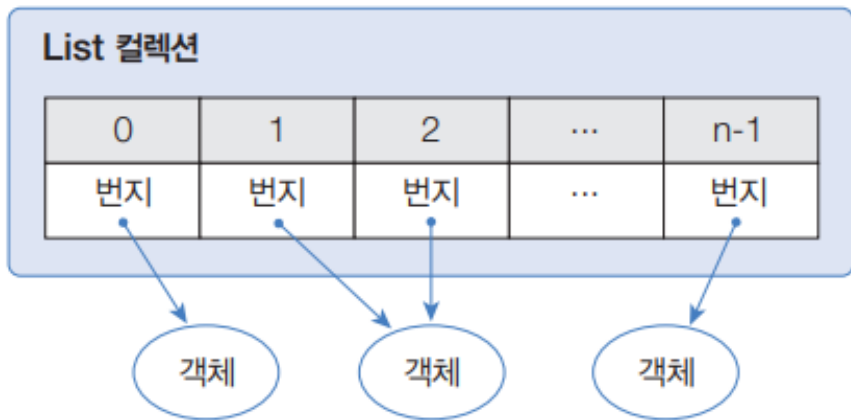 List 컬렉션
0 1 2 ... n-1
번지 번지 번지 ... 번지
객체 객체 객체